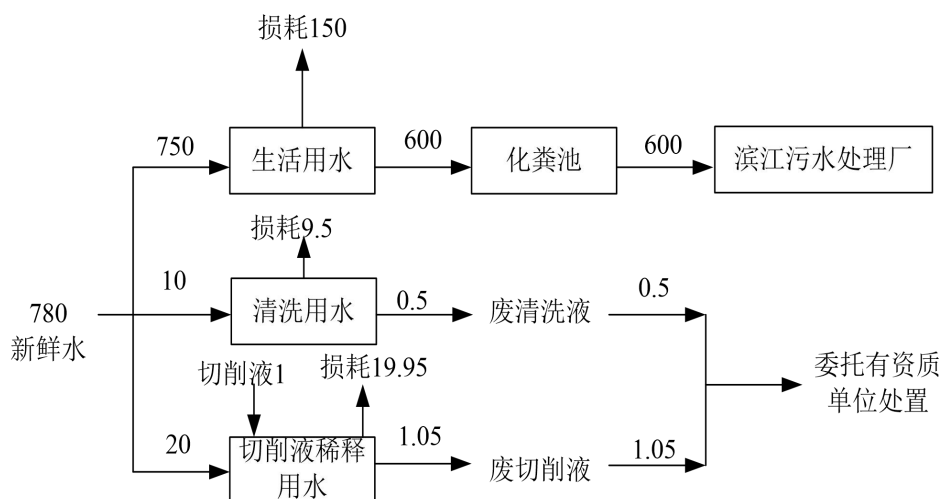 损耗150
750
生活用水
600
化粪池
600
滨江污水处理厂
损耗9.5
10
清洗用水
0.5
废清洗液
0.5
780
新鲜水
切削液1
损耗19.95
委托有资质
单位处置
20
切削液稀释
用水
1.05
废切削液
1.05